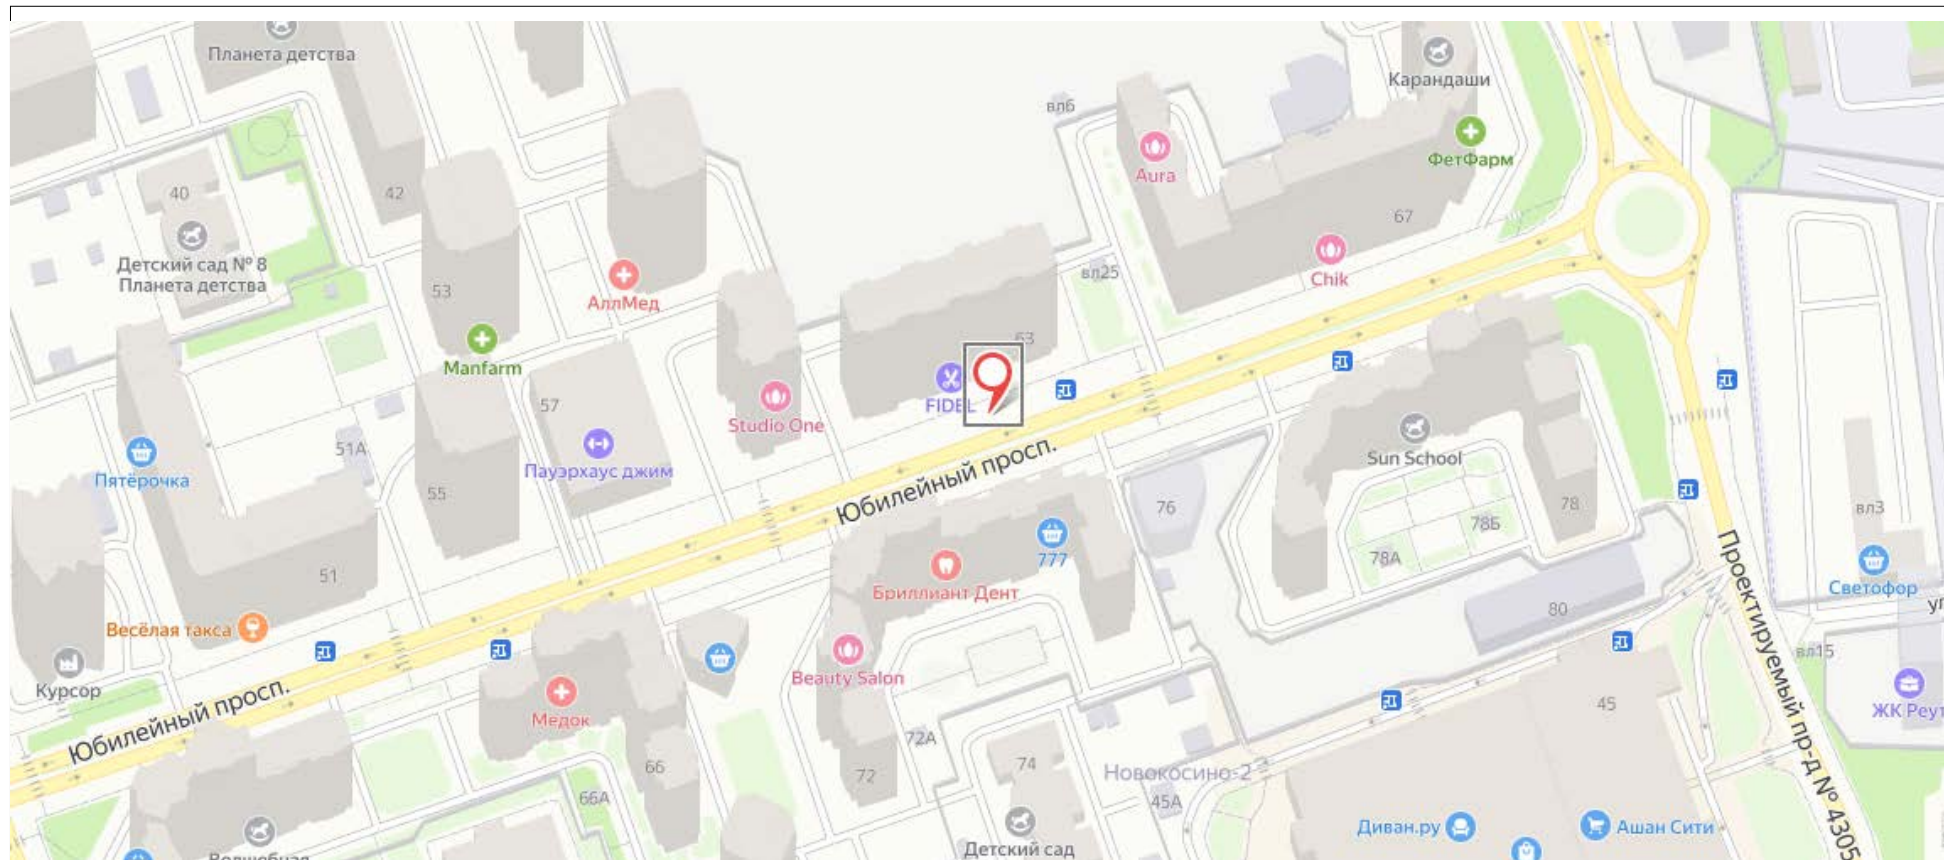 Планета детства
Карандаши
вл6
ФетФарм
Aura
40
42
67
Детский сад № 8
Планета детства
Chik
вл25
53
АллМед
63
Manfarm
FIDEL
57
Studio One
51А
Пауэрхаус джим
Sun School
Пятёрочка
55
Юбилейный просп.
76
78Б
78
вл3
777
78А
51
Бриллиант Дент
Светофор
80
Весёлая такса
Проектируемый пр-д № 4305
вл15
Beauty Salon
Курсор
Юбилейный просп.
Медок
45
ЖК Реут
72А
66
72
74
Новокосино-2
66А
45А
Диван.ру
Ашан Сити
Детский сад